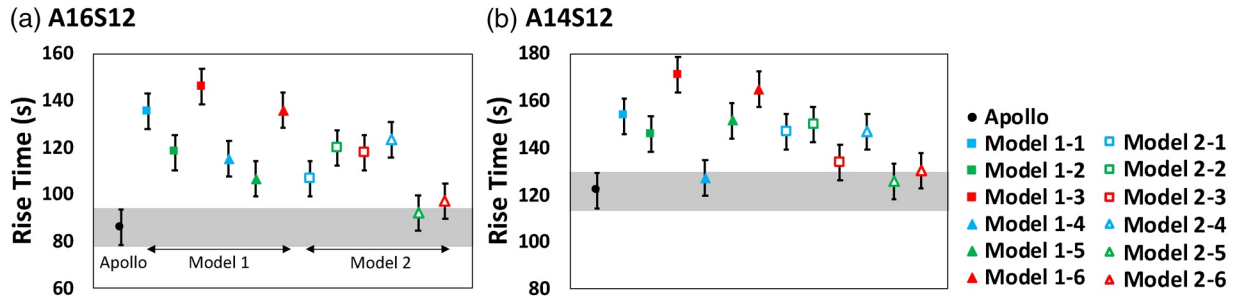 (a) A16S12
Rise Time (s)
160
140
120
100
80
60
Apollo
Model 1
Model 2
(b) A14S12
Rise Time (s)
180
160
140
120
100
80
Apollo
Model 1-1
Model 1-2
Model 1-3
Model 1-4
Model 1-5
Model 1-6
Model 2-1
Model 2-2
Model 2-3
Model 2-4
Model 2-5
Model 2-6